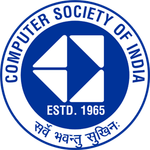 COMPUTER SOCIETY OF INDIA
ESTD. 1965
सर्वे भवन्तु सुखिनः